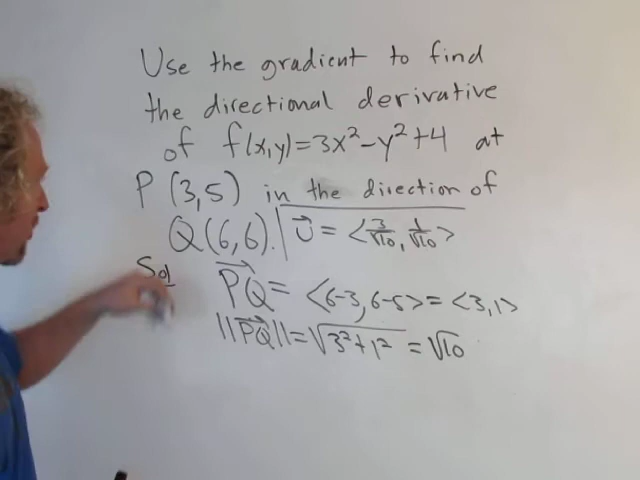 Use the gradient to find
the directional derivative
of f(x,y)=3x²-y²+4 at
P(3,5) in the direction of
Q(6,6). | U⃗ = <3/√10, 1/√10>
Sol PQ⃗ = <6-3, 6-5> = <3,1>
||PQ⃗|| = √3²+1² = √10